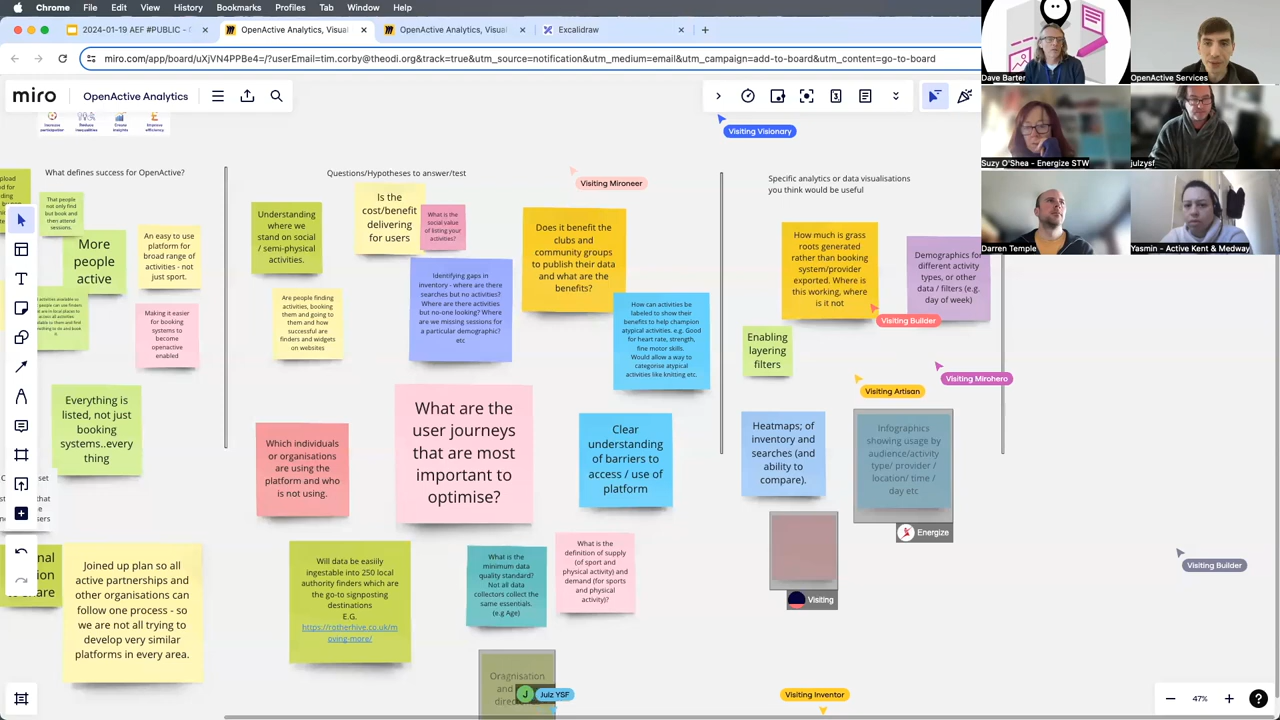 Chrome
File
Edit
View
History
Bookmarks
Profiles
Tab
Window
Help
2024-01-19 AEF #PUBLIC -
OpenActive Analytics, Visual
OpenActive Analytics, Visual
Excalidraw
miro.com/app/board/uXjVN4PPBe4=/?userEmail=tim.corby@theodi.org&track=true&utm_source=notification&utm_medium=email&utm_campaign=add-to-board&utm_content=go-to-board
miro
OpenActive Analytics
Dave Barter
OpenActive Services
Suzy O'Shea - Energize STW
julzysf
Darren Temple
Yasmin - Active Kent & Medway
Visiting Visionary
What defines success for OpenActive?
That people
not only find
but book and
then attend
sessions.
More
people
active
An easy to use
platform for
broad range of
activities - not
just sport.
Making it easier
for booking
systems to
become
openactive
enabled
Everything is
listed, not just
booking
systems..every
thing
Joined up plan so all
active partnerships and
other organisations can
follow one process - so
we are not all trying to
develop very similar
platforms in every area.
Questions/Hypotheses to answer/test
Visiting Mironeer
Understanding
where we
stand on social
/ semi-physical
activities.
Is the
cost/benefit
delivering
for users
What is the
social value
of listing your
activities?
Does it benefit the
clubs and
community groups
to publish their data
and what are the
benefits?
Are people finding
activities, booking
them and going to
them and how
successful are
finders and widgets
on websites
Identifying gaps in
inventory - where are there
searches but no activities?
Where are there activities
but no-one looking? Where
are we missing sessions for
a particular demographic?
etc
How can activities be
labeled to show their
benefits to help champion
atypical activities. e.g. Good
for heart rate, strength,
fine motor skills.
Would allow a way to
categorise atypical
activities like knitting etc.
Which individuals
or organisations
are using the
platform and who
is not using.
What are the
user journeys
that are most
important to
optimise?
Clear
understanding
of barriers to
access / use of
platform
Will data be easiily
ingestable into 250 local
authority finders which are
the go-to signposting
destinations
E.G.
https://rotherhive.co.uk/m
oving-more/
What is the
minimum data
quality standard?
Not all data
collectors collect the
same essentials.
(e.g Age)
What is the
definition of supply
(of sport and
physical activity) and
demand (for sports
and physical
activity)?
Oragnisation
and
Julz YSF
Specific analytics or data visualisations
you think would be useful
How much is grass
roots generated
rather than booking
system/provider
exported. Where is
this working, where
is it not
Demographics for
different activity
types, or other
data / filters (e.g.
day of week)
Visiting Builder
Enabling
layering
filters
Visiting Mirohero
Visiting Artisan
Heatmaps; of
inventory and
searches (and
ability to
compare).
Infographics
showing usage by
audience/activity
type/ provider /
location/ time /
day etc
Energize
Visiting
Visiting Builder
Visiting Inventor
47%